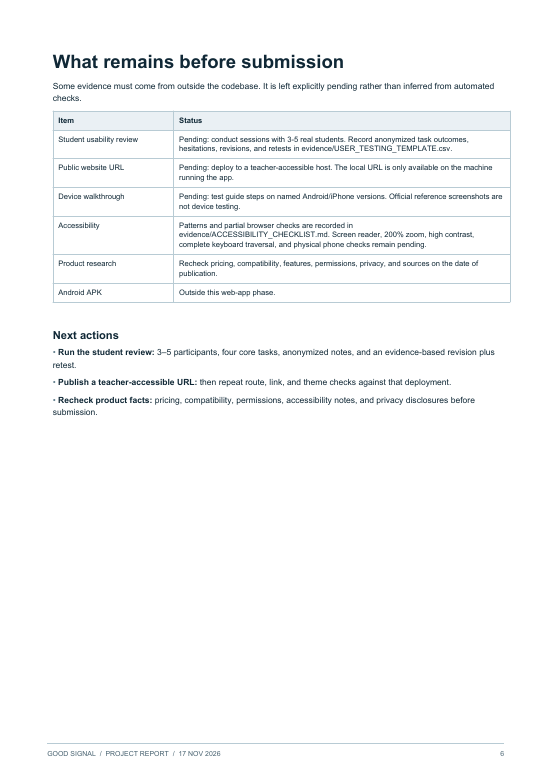 What remains before submission
Some evidence must come from outside the codebase. It is left explicitly pending rather than inferred from automated
checks.
Item
Status
Student usability review
Pending: conduct sessions with 3-5 real students. Record anonymized task outcomes,
hesitations, revisions, and retests in evidence/USER_TESTING_TEMPLATE.csv.
Public website URL
Pending: deploy to a teacher-accessible host. The local URL is only available on the machine
running the app.
Device walkthrough
Pending: test guide steps on named Android/iPhone versions. Official reference screenshots are
not device testing.
Accessibility
Patterns and partial browser checks are recorded in
evidence/ACCESSIBILITY_CHECKLIST.md. Screen reader, 200% zoom, high contrast,
complete keyboard traversal, and physical phone checks remain pending.
Product research
Recheck pricing, compatibility, features, permissions, privacy, and sources on the date of
publication.
Android APK
Outside this web-app phase.
Next actions
· Run the student review: 3–5 participants, four core tasks, anonymized notes, and an evidence-based revision plus
retest.
· Publish a teacher-accessible URL: then repeat route, link, and theme checks against that deployment.
· Recheck product facts: pricing, compatibility, permissions, accessibility notes, and privacy disclosures before
submission.
GOOD SIGNAL / PROJECT REPORT / 17 NOV 2026
6